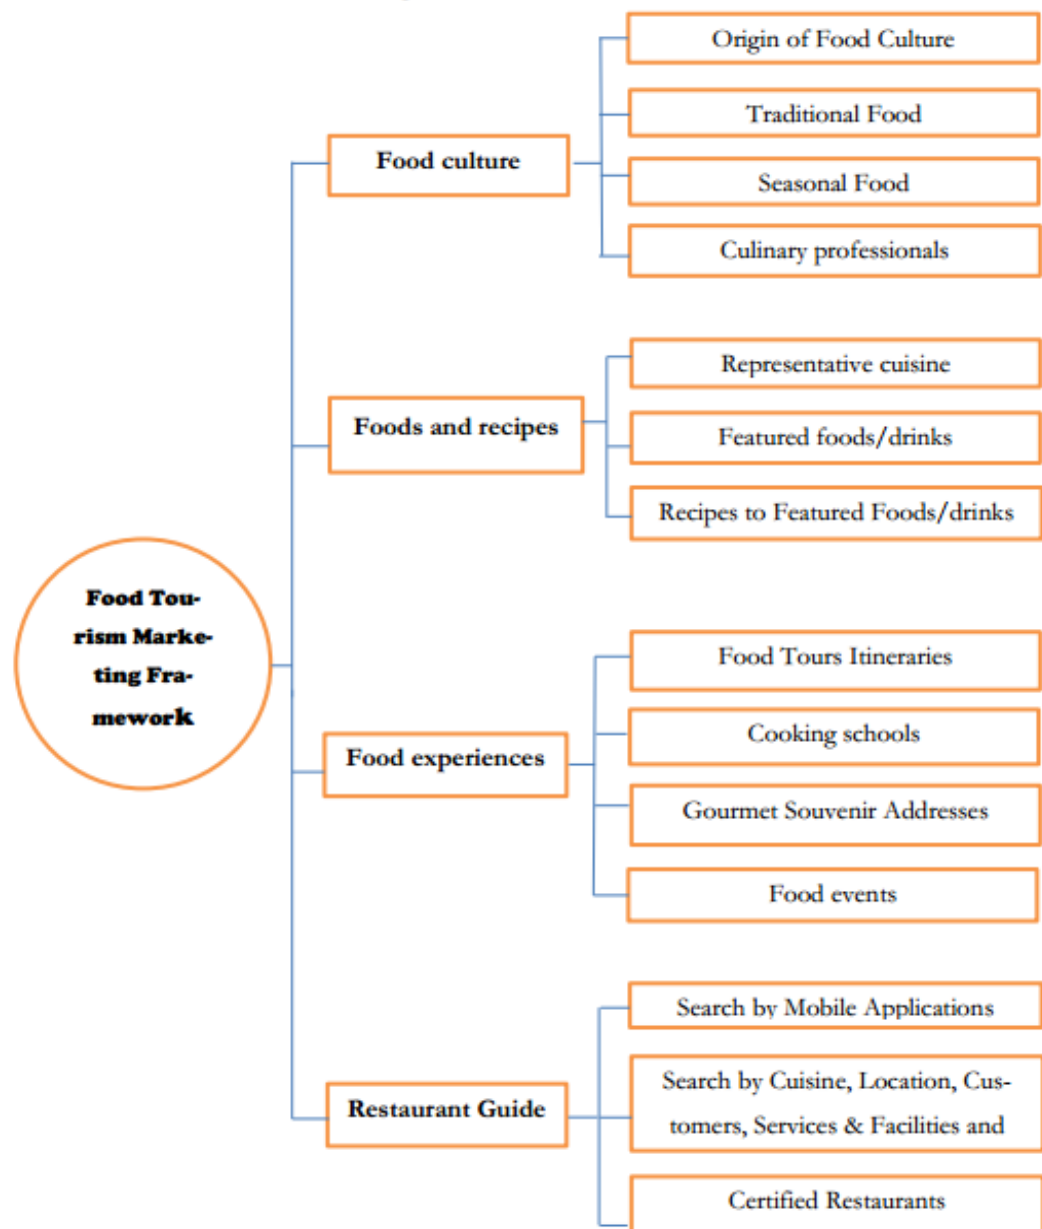 Origin of Food Culture
Traditional Food
Food culture
Seasonal Food
Culinary professionals
Representative cuisine
Foods and recipes
Featured foods/drinks
Recipes to Featured Foods/drinks
Food Tou-
rism Marke-
ting Fra-
mework
Food Tours Itineraries
Cooking schools
Food experiences
Gourmet Souvenir Addresses
Food events
Search by Mobile Applications
Search by Cuisine, Location, Cus-
tomers, Services & Facilities and
Restaurant Guide
Certified Restaurants